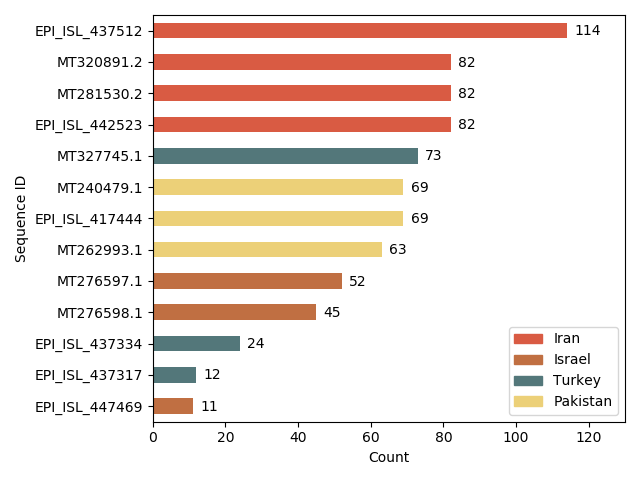 EPI_ISL_437512 114
MT320891.2 82
MT281530.2 82
EPI_ISL_442523 82
MT327745.1 73
MT240479.1 69
EPI_ISL_417444 69
MT262993.1 63
MT276597.1 52
MT276598.1 45
EPI_ISL_437334 24
EPI_ISL_437317 12
EPI_ISL_447469 11
Sequence ID
Iran
Israel
Turkey
Pakistan
0 20 40 60 80 100 120
Count